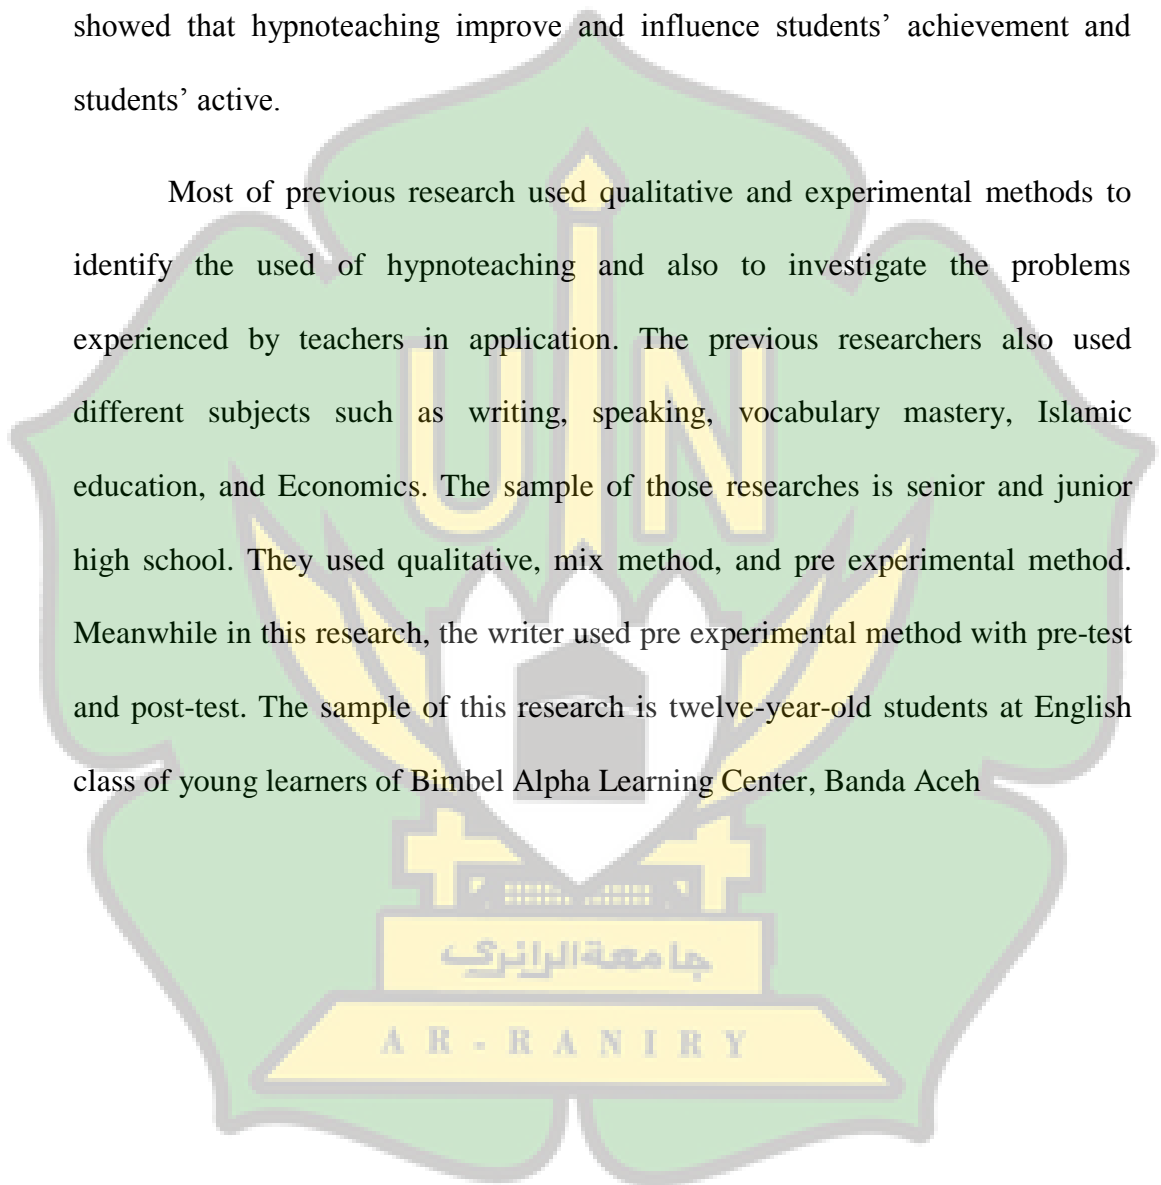 showed that hypnoteaching improve and influence students’ achievement and
students’ active.
Most of previous research used qualitative and experimental methods to
identify the used of hypnoteaching and also to investigate the problems
experienced by teachers in application. The previous researchers also used
different subjects such as writing, speaking, vocabulary mastery, Islamic
education, and Economics. The sample of those researches is senior and junior
high school. They used qualitative, mix method, and pre experimental method.
Meanwhile in this research, the writer used pre experimental method with pre-test
and post-test. The sample of this research is twelve-year-old students at English
class of young learners of Bimbel Alpha Learning Center, Banda Aceh
UIN
جامعةالرانري
AR-RANIRY